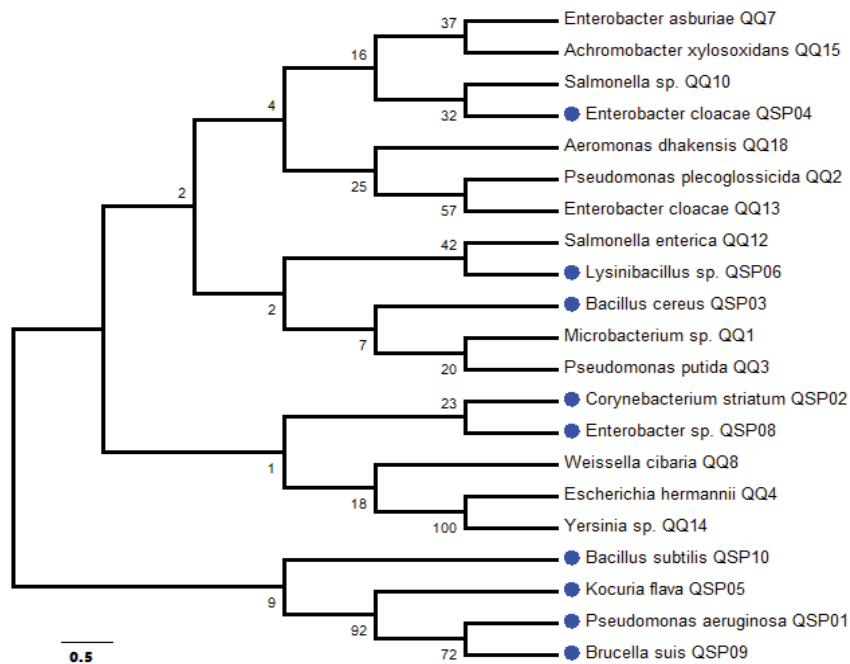 37
Enterobacter asburiae QQ7
16
Achromobacter xylosoxidans QQ15
Salmonella sp. QQ10
4
32
Enterobacter cloacae QSP04
Aeromonas dhakensis QQ18
25
Pseudomonas plecoglossicida QQ2
2
57
Enterobacter cloacae QQ13
42
Salmonella enterica QQ12
Lysinibacillus sp. QSP06
2
Bacillus cereus QSP03
7
Microbacterium sp. QQ1
20
Pseudomonas putida QQ3
23
Corynebacterium striatum QSP02
Enterobacter sp. QSP08
1
Weissella cibaria QQ8
18
Escherichia hermannii QQ4
100
Yersinia sp. QQ14
Bacillus subtilis QSP10
9
Kocuria flava QSP05
92
Pseudomonas aeruginosa QSP01
72
Brucella suis QSP09
0.5